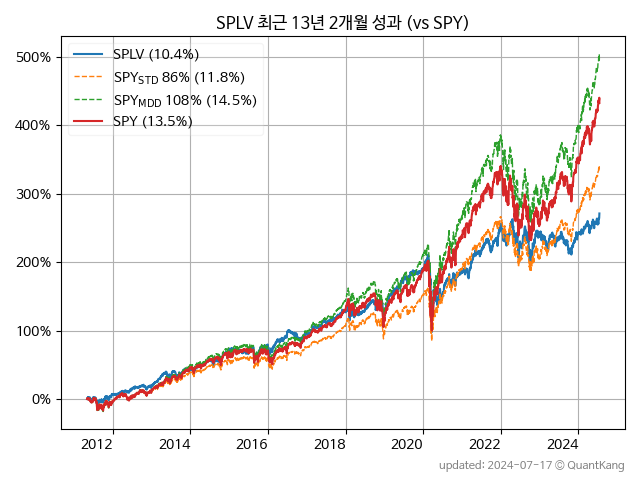 SPLV 최근 13년 2개월 성과 (vs SPY)
SPLV (10.4%)
SPY_STD 86% (11.8%)
SPY_MDD 108% (14.5%)
SPY (13.5%)
500%
400%
300%
200%
100%
0%
2012 2014 2016 2018 2020 2022 2024
updated: 2024-07-17 © QuantKang